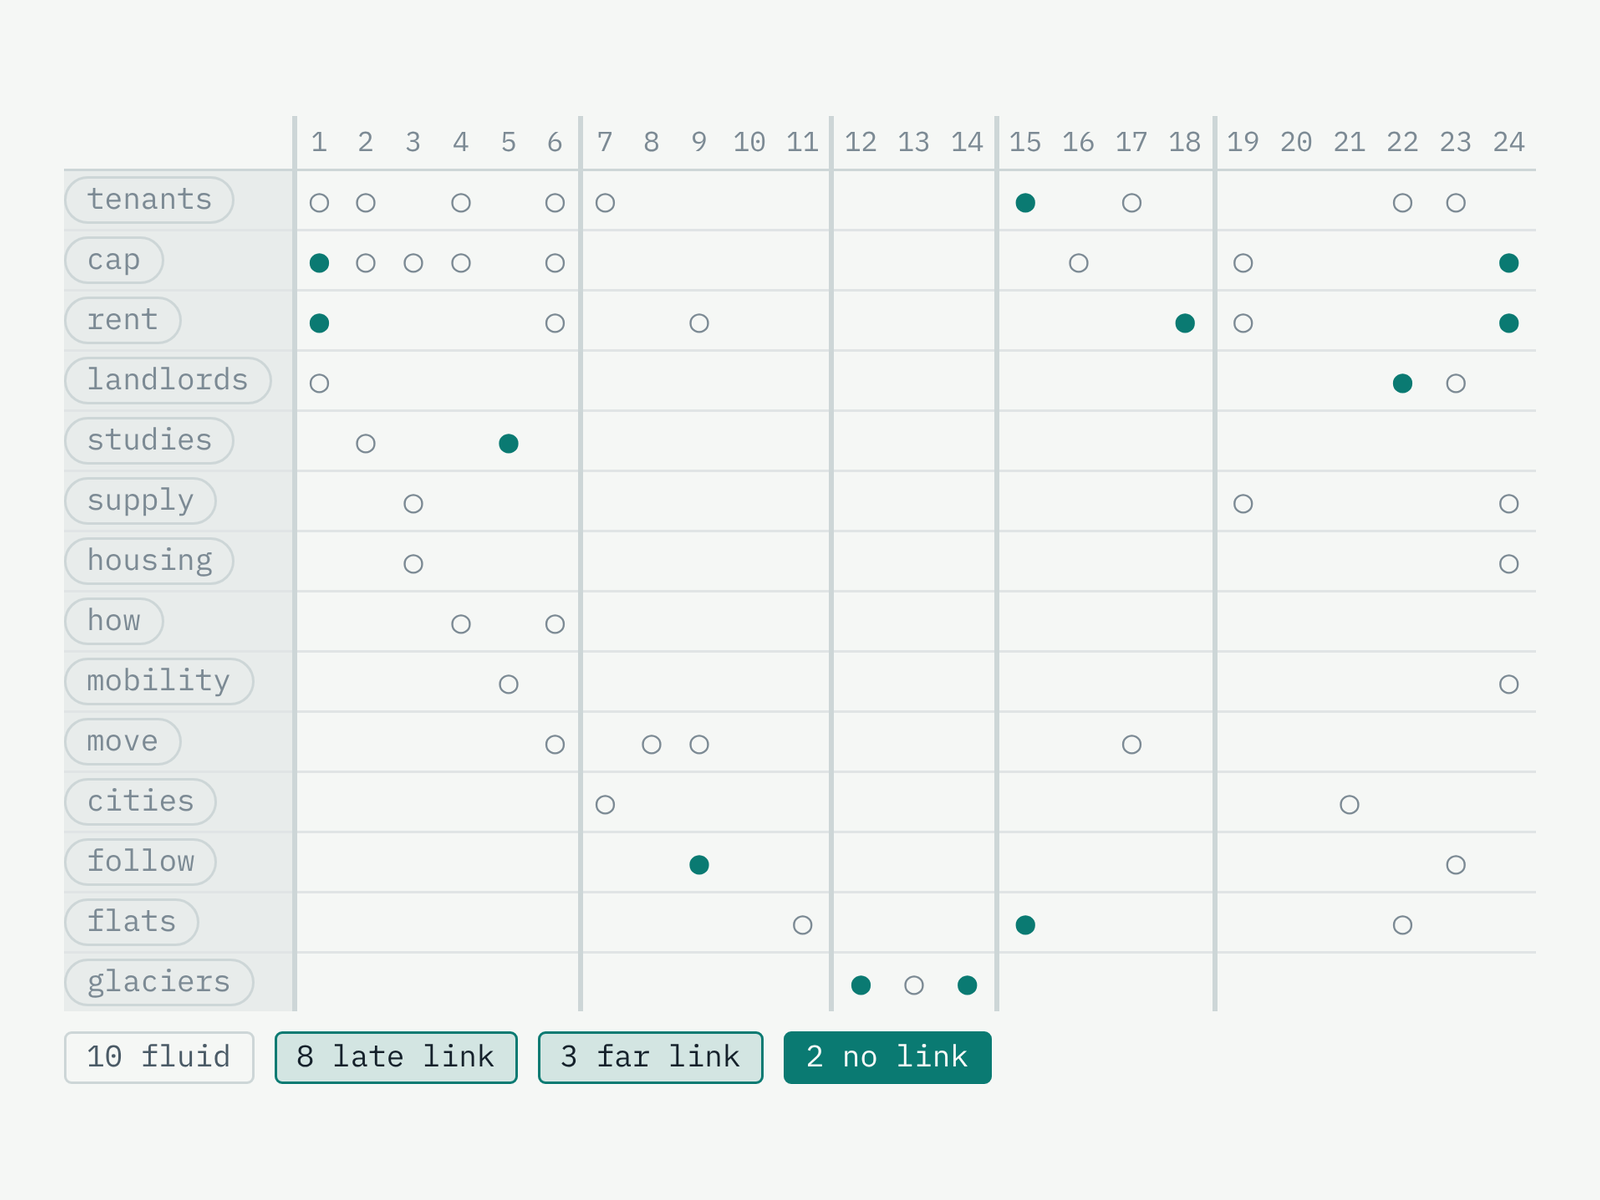 1 2 3 4 5 6 7 8 9 10 11 12 13 14 15 16 17 18 19 20 21 22 23 24
tenants
cap
rent
landlords
studies
supply
housing
how
mobility
move
cities
follow
flats
glaciers
10 fluid 8 late link 3 far link 2 no link